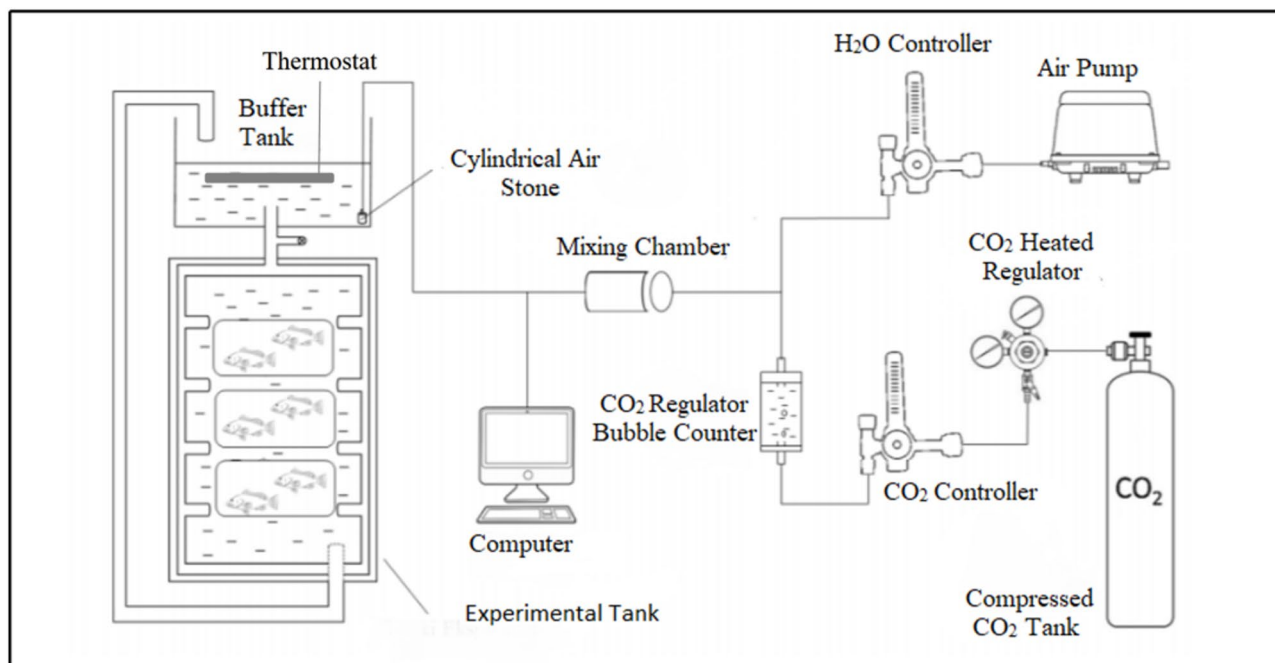 H2O Controller
Thermostat
Air Pump
Buffer
Tank
Cylindrical Air
Stone
Mixing Chamber
CO2 Heated
Regulator
CO2 Regulator
Bubble Counter
CO2 Controller
CO2
Computer
Experimental Tank
Compressed
CO2 Tank